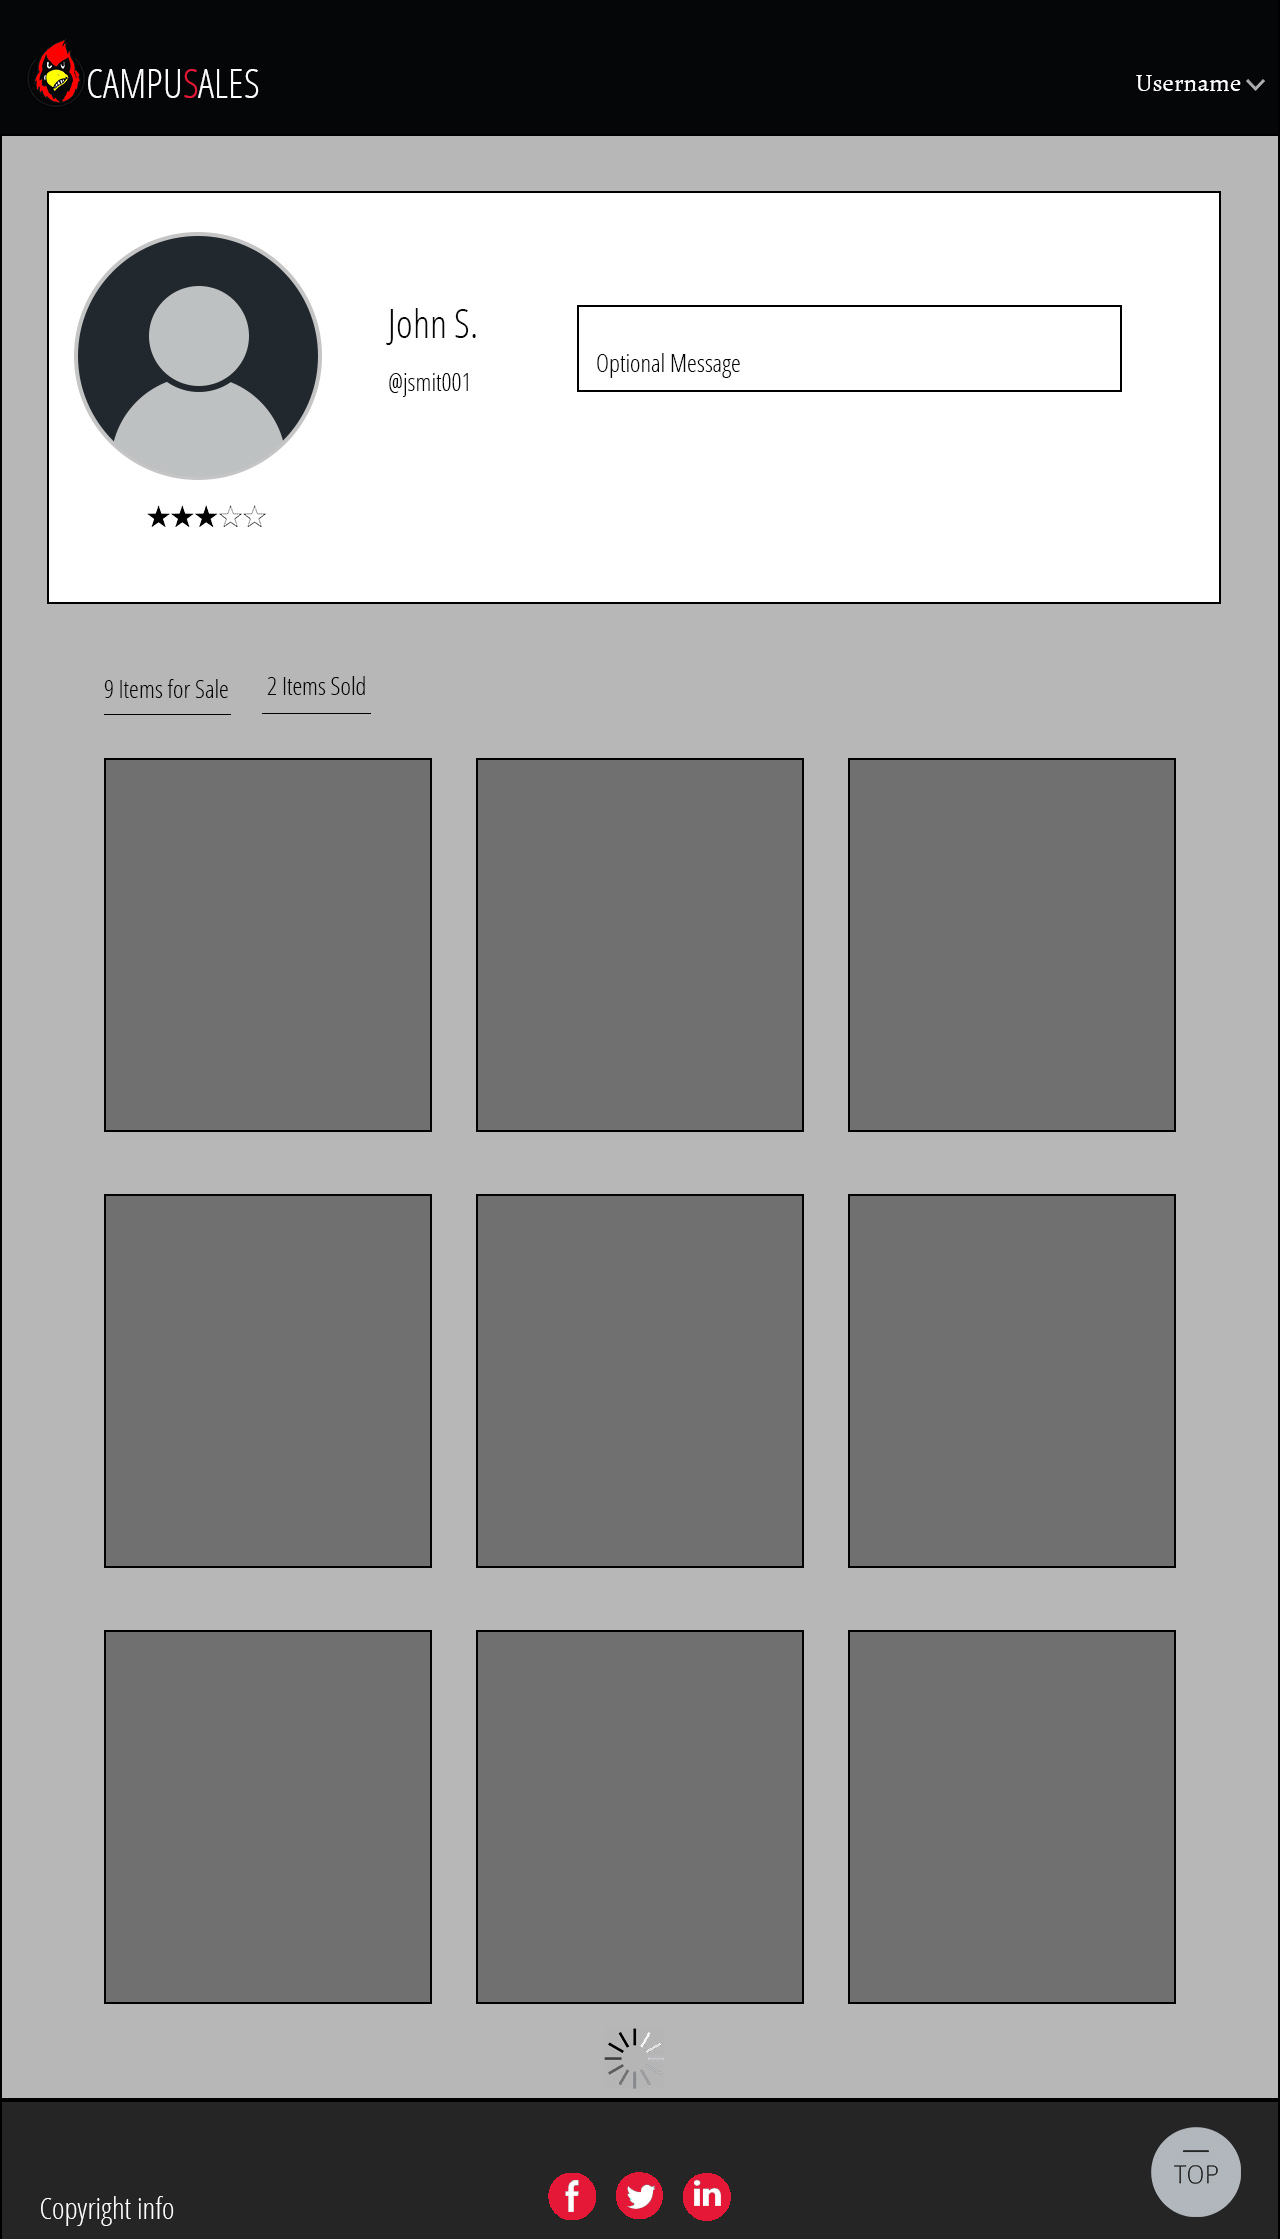 CAMPUSALES
Username
John S.
@jsmit001
Optional Message
9 Items for Sale
2 Items Sold
TOP
Copyright info